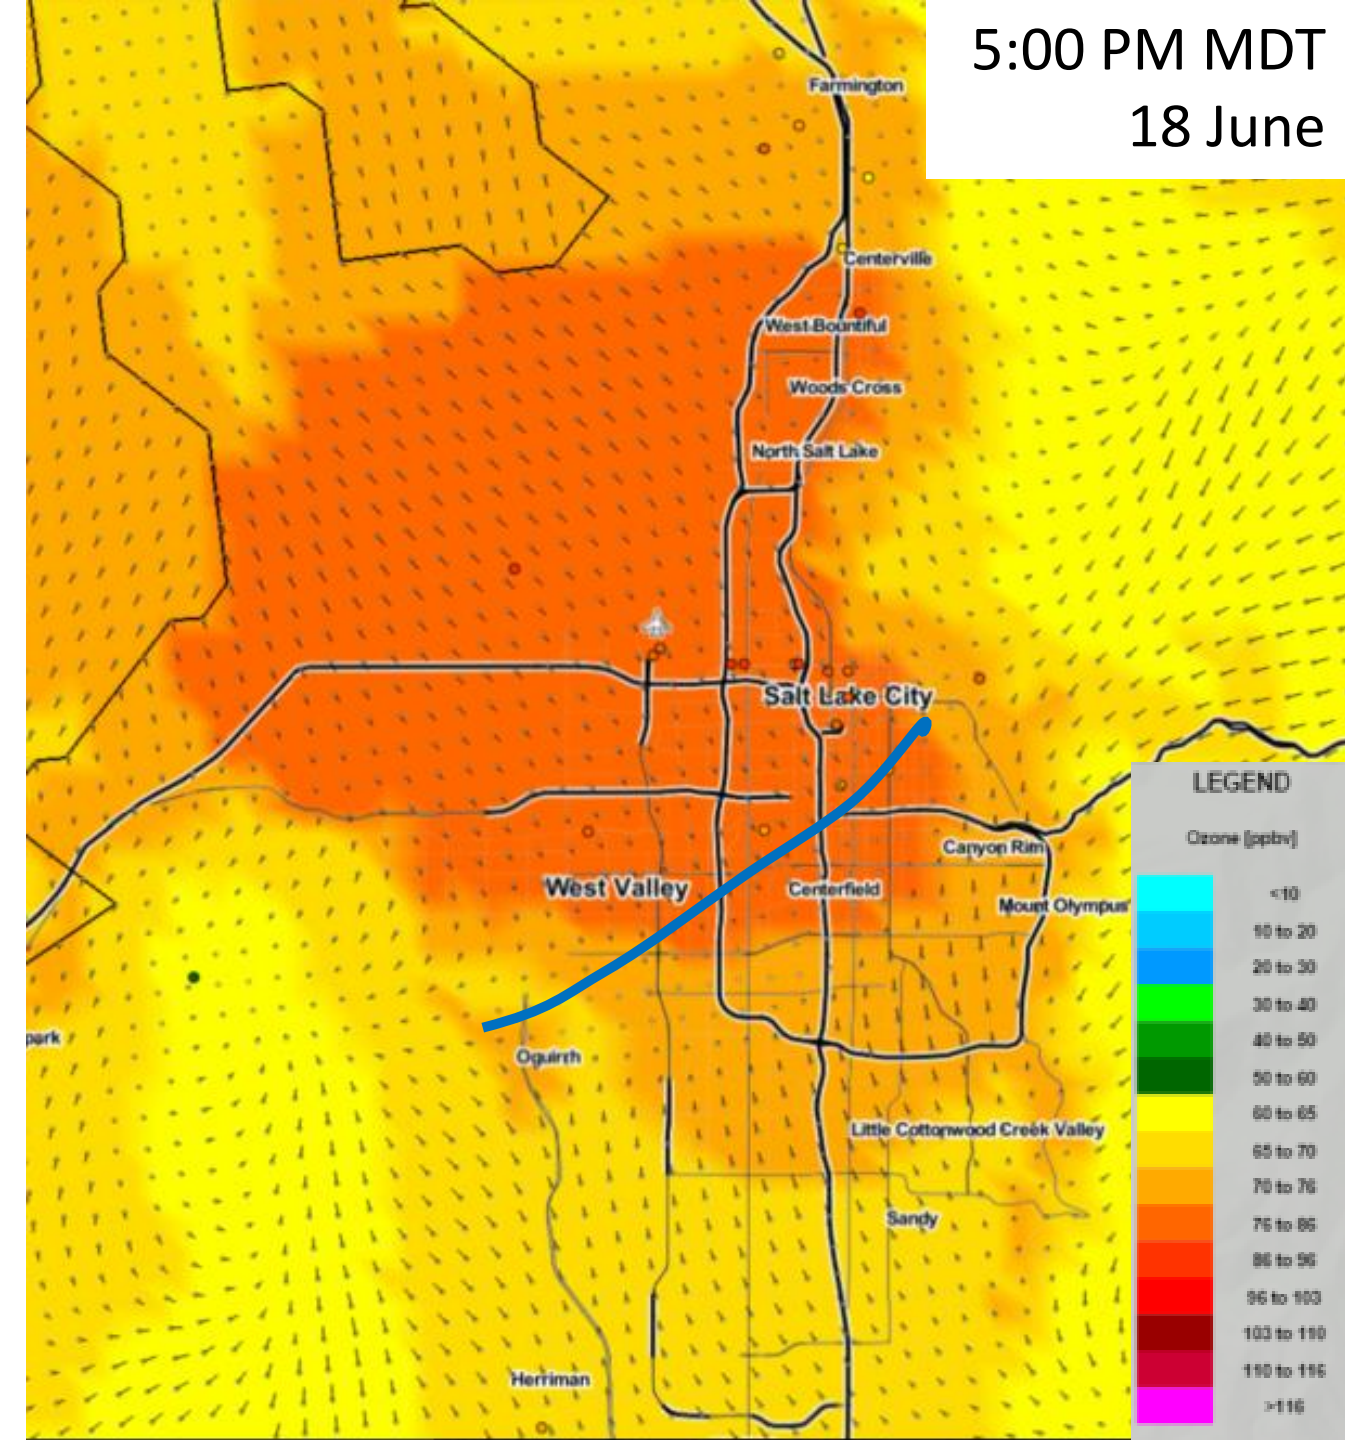 5:00 PM MDT
18 June
Farmington
Centerville
West Bountiful
Woods Cross
North Salt Lake
Salt Lake City
LEGEND
Ozone [ppbv]
Canyon Rim
West Valley
Centerfield
Mount Olympus
<10
10 to 20
20 to 30
30 to 40
40 to 50
50 to 60
60 to 65
65 to 70
70 to 76
76 to 86
86 to 96
96 to 103
103 to 110
110 to 116
>116
park
Oquirrh
Little Cottonwood Creek Valley
Sandy
Herriman